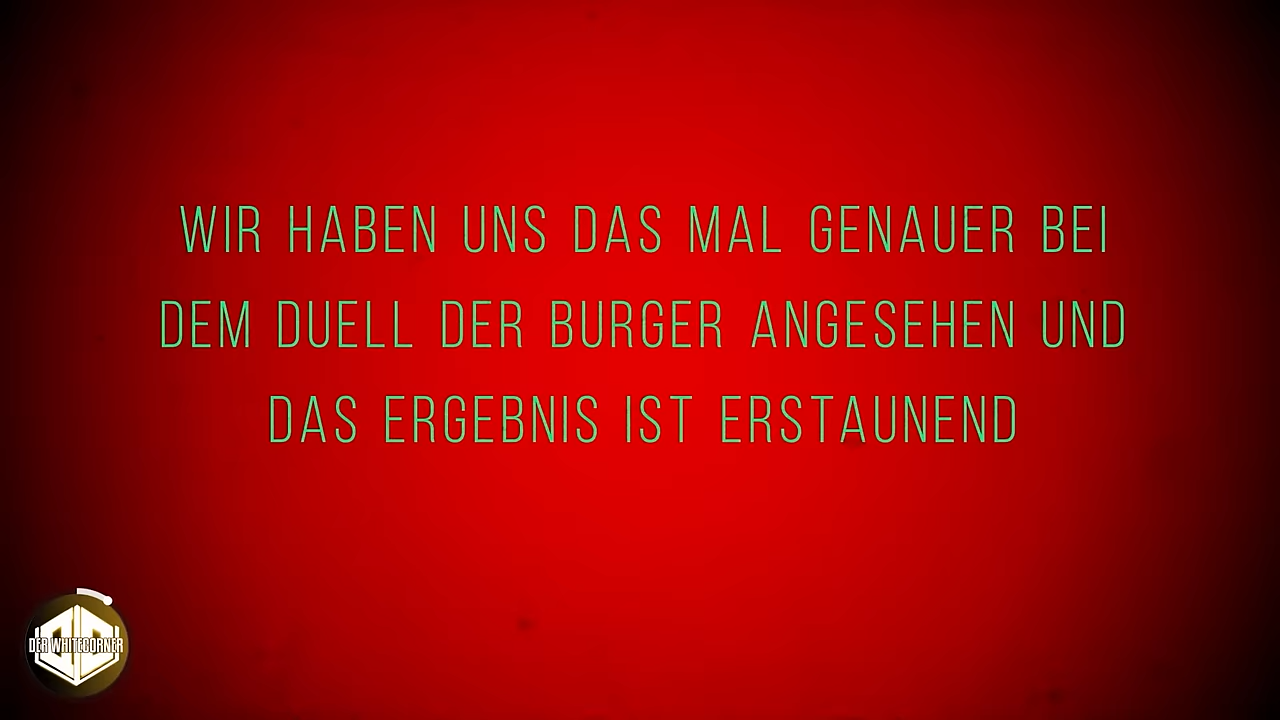 WIR HABEN UNS DAS MAL GENAUER BEI
DEM DUELL DER BURGER ANGESEHEN UND
DAS ERGEBNIS IST ERSTAUNEND
DER WHITECORNER